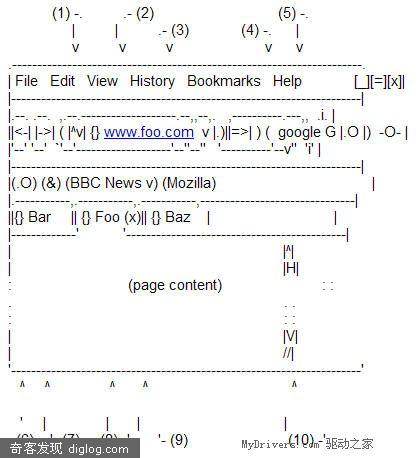 (1) -. .- (2) (5) -.
| | .- (3) (4) -. |
v v v v v
.---------------------------------------------------------------------.
| File Edit View History Bookmarks Help [_][=][x]|
|---------------------------------------------------------------------|
|.--. .--. ,.--.---------------------.--,,--,. ,----------.---,, .i. |
||<-| |->| ( |^v| {} www.foo.com v |.)||=>| ) ( google G |.O |) -O- |
|'--' '--' `'--'---------------------'--''--'' '----------'--v'' 'i' |
|---------------------------------------------------------------------|
|(.O) (&) (BBC News v) (Mozilla) |
|.----------,.----------,.----------,---------------------------------|
||{} Bar || {} Foo (x)|| {} Baz | |
|------------' '-------------------------------------------|
| |^|
| |H|
: (page content) : :
. . .
: : :
| |V|
| //|
'---------------------------------------------------------------------'
^ ^ ^ ^ ^
' | | | |
(6) '- (7) (8) -' '- (9) (10) -'
奇客发现 diglog.com
MyDrivers.com 驱动之家